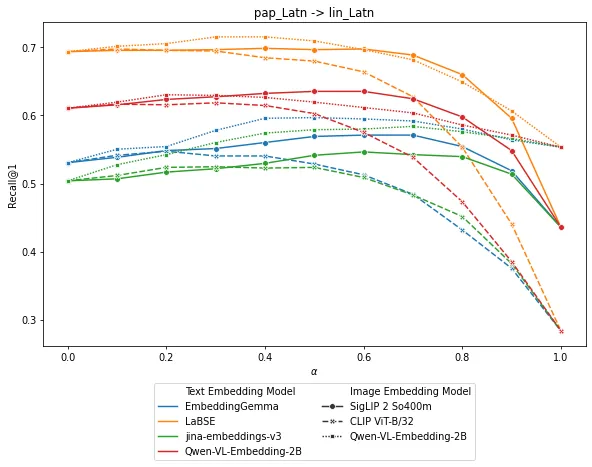 pap_Latn -> lin_Latn
Recall@1
0.7
0.6
0.5
0.4
0.3
0.0 0.2 0.4 0.6 0.8 1.0
α
Text Embedding Model Image Embedding Model
EmbeddingGemma SigLIP 2 So400m
LaBSE CLIP ViT-B/32
jina-embeddings-v3 Qwen-VL-Embedding-2B
Qwen-VL-Embedding-2B